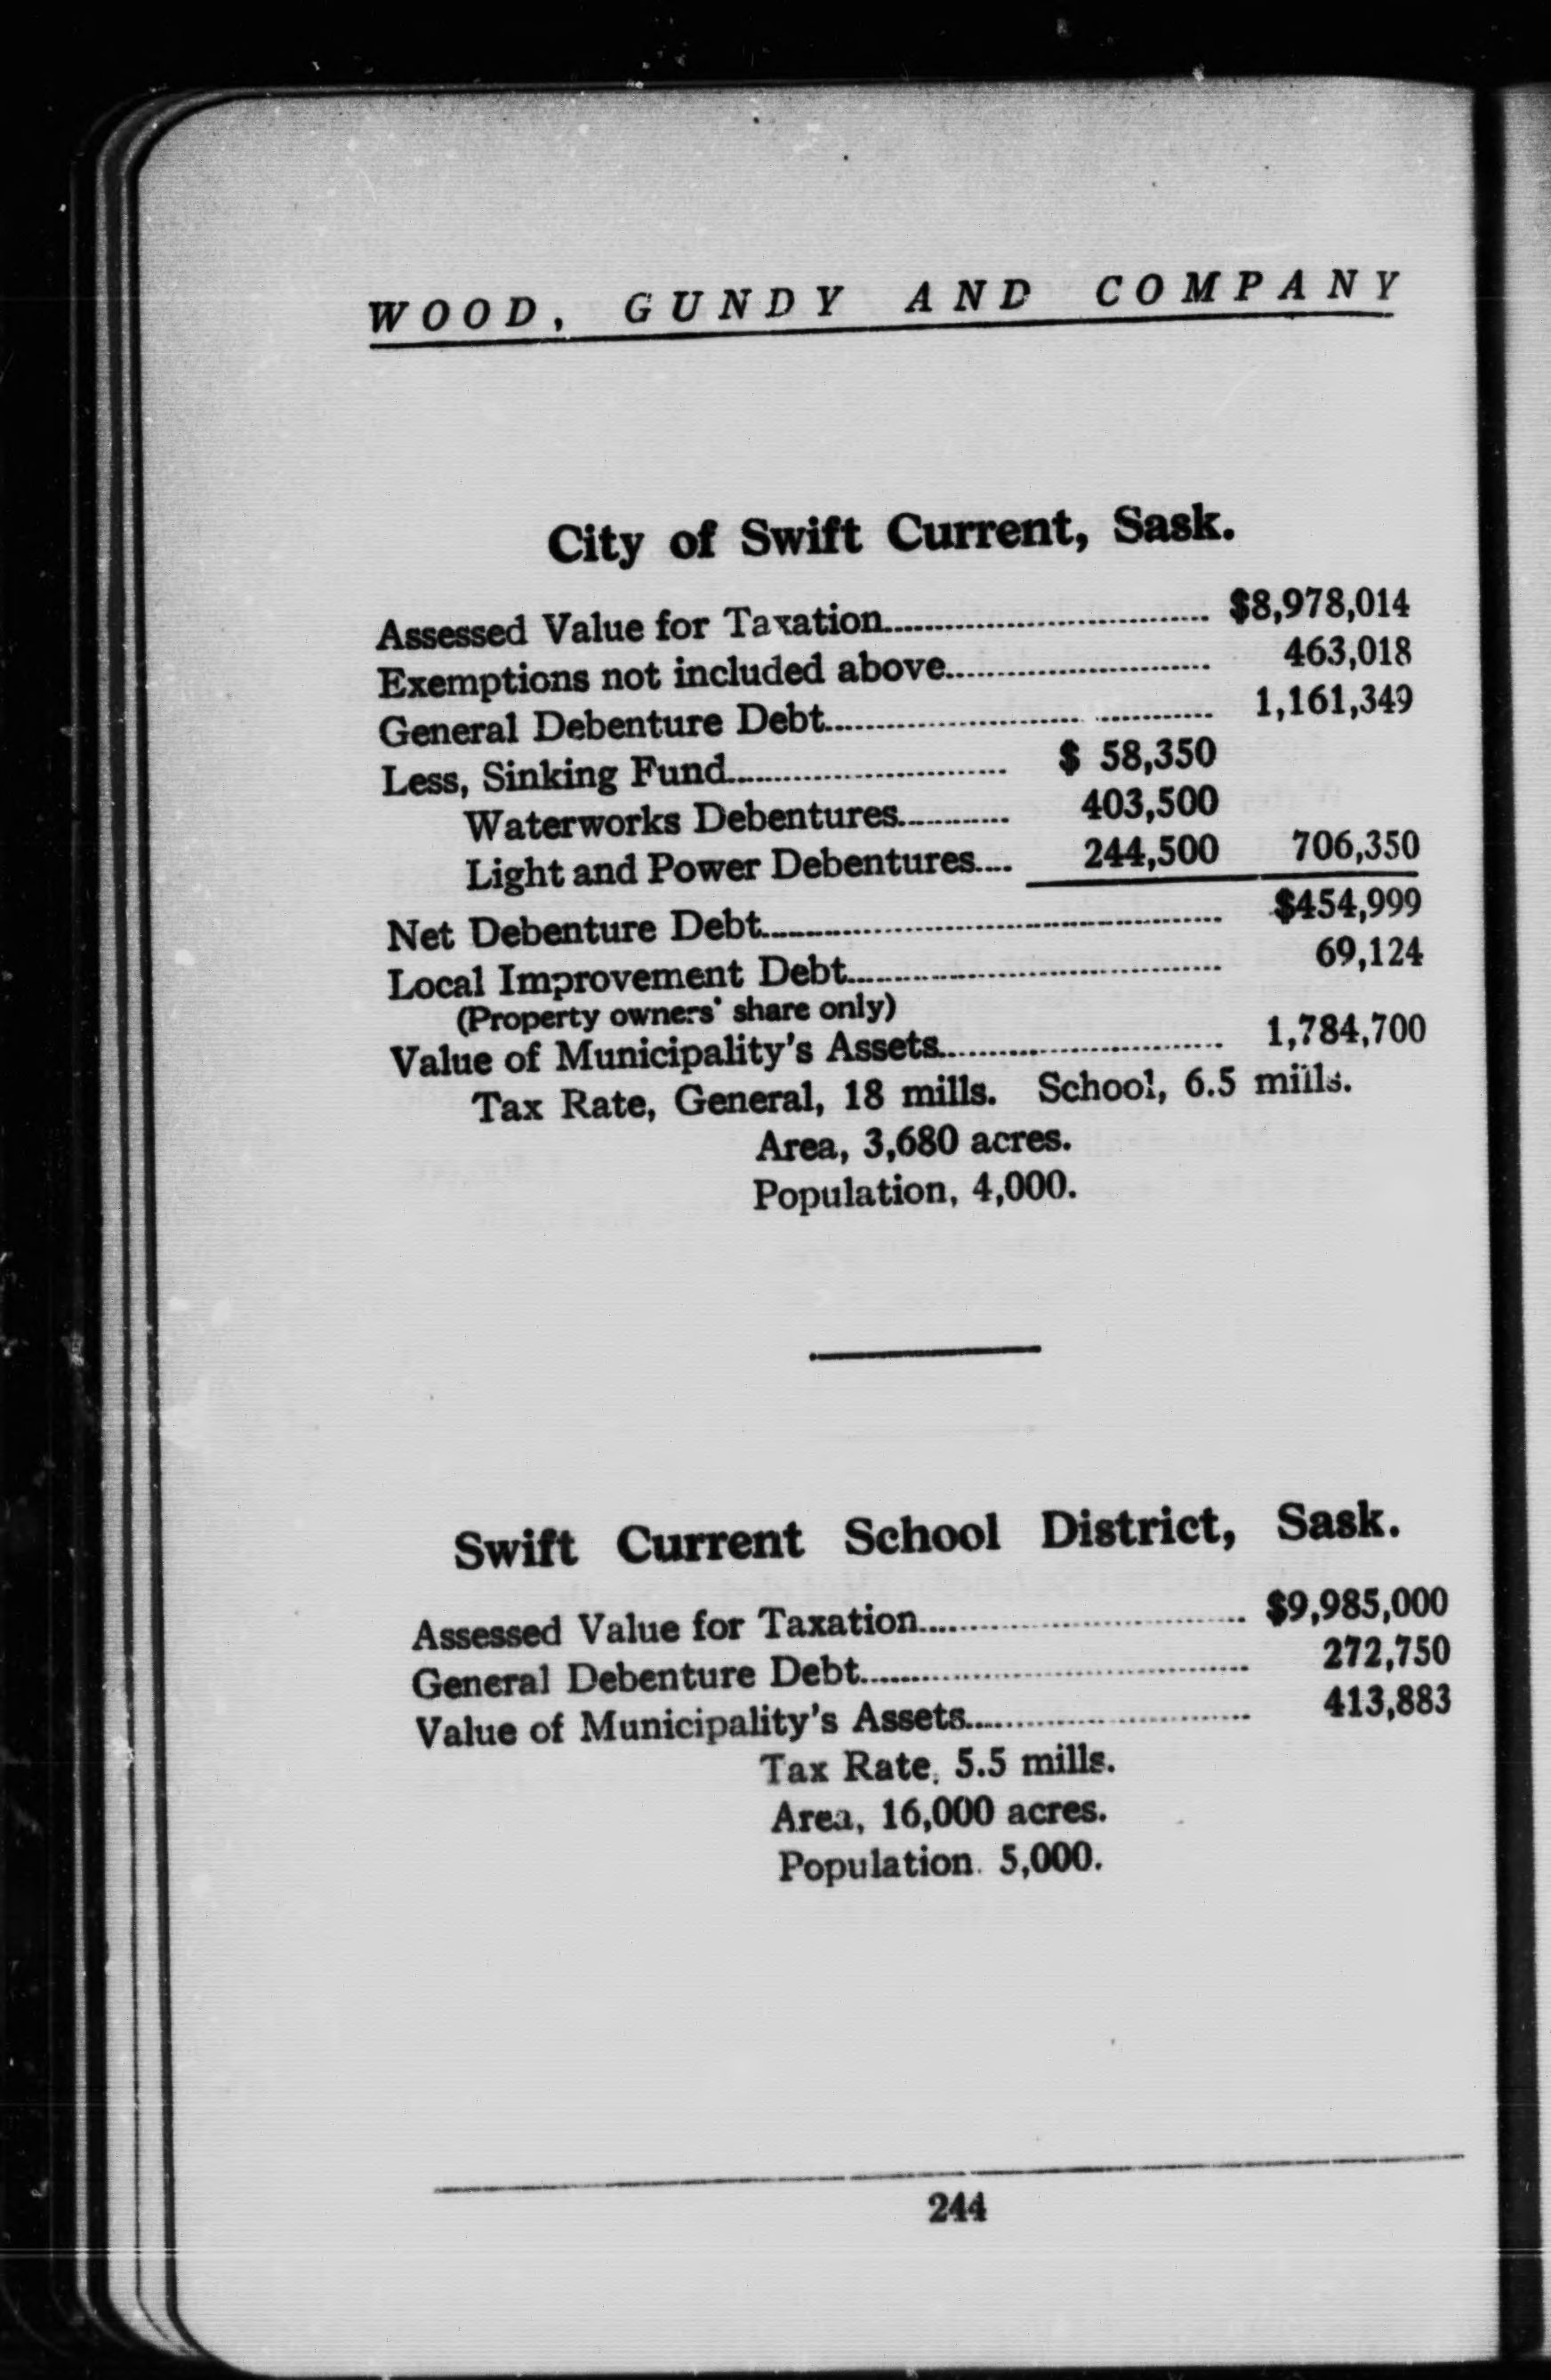 WOOD, GUNDY AND COMPANY
City of Swift Current, Sask.
Assessed Value for Taxation $8,978,014
Exemptions not included above 463,018
General Debenture Debt 1,161,349
Less, Sinking Fund $ 58,350
Waterworks Debentures 403,500
Light and Power Debentures 244,500 706,350
Net Debenture Debt $454,999
Local Improvement Debt 69,124
(Property owners' share only)
Value of Municipality's Assets 1,784,700
Tax Rate, General, 18 mills. School, 6.5 mills.
Area, 3,680 acres.
Population, 4,000.
Swift Current School District, Sask.
Assessed Value for Taxation $9,985,000
General Debenture Debt 272,750
Value of Municipality's Assets 413,883
Tax Rate, 5.5 mills.
Area, 16,000 acres.
Population. 5,000.
244